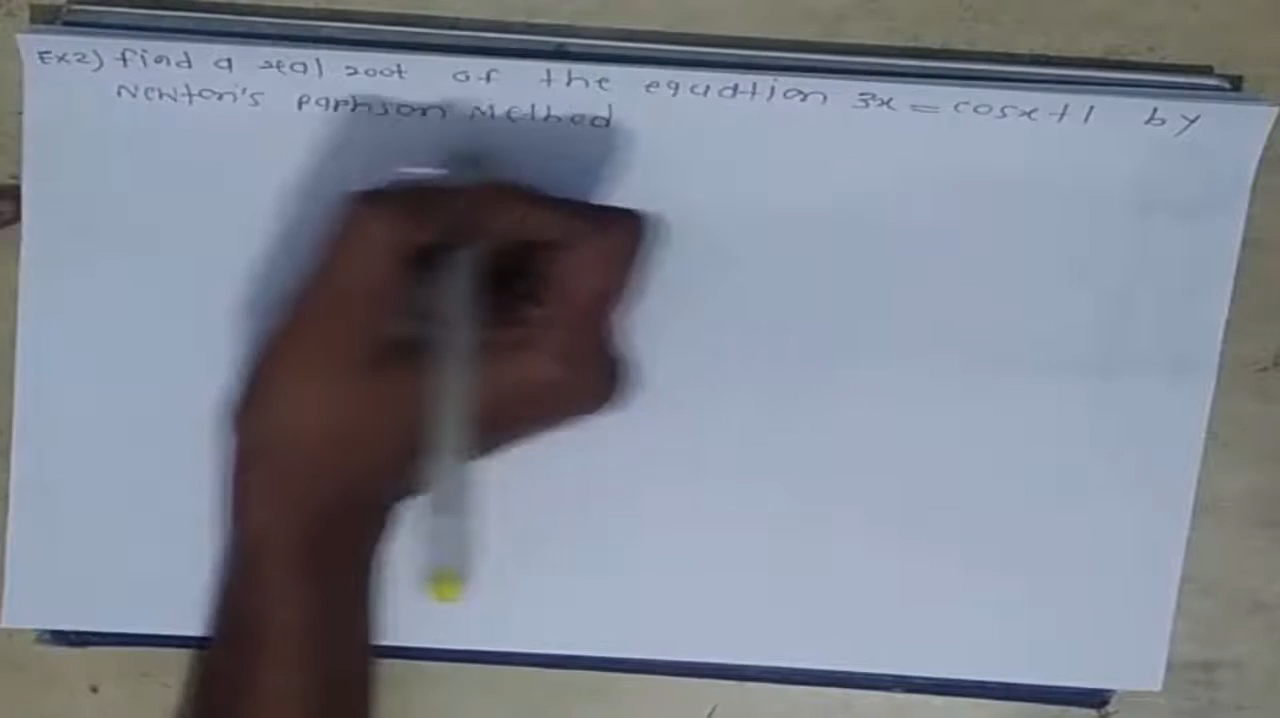 Ex2) find a real root of the equation 3x = cosx + 1 by
Newton's Raphson Method